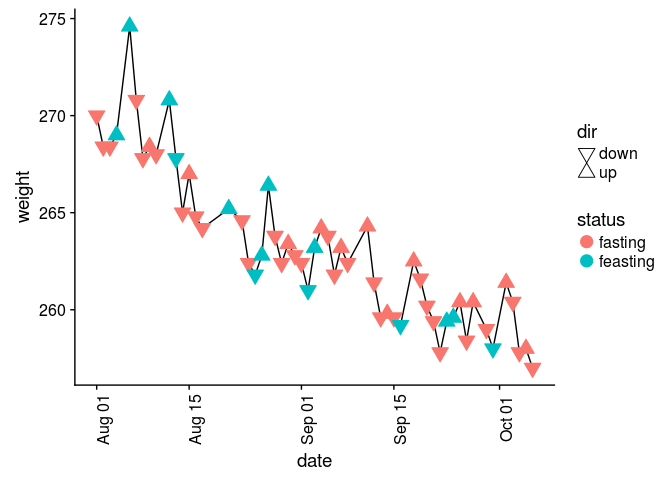 275
270
265
260
weight
Aug 01
Aug 15
Sep 01
Sep 15
Oct 01
date
dir
down
up
status
fasting
feasting